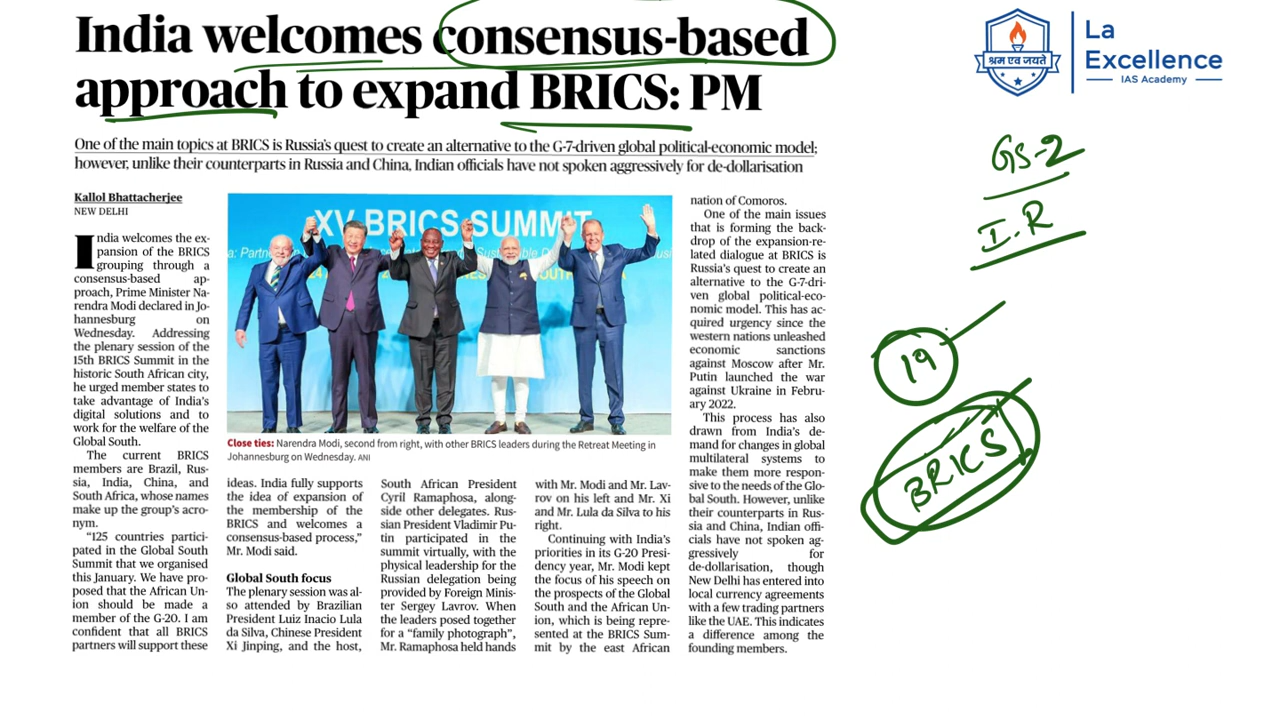 India welcomes consensus-based
approach to expand BRICS: PM
One of the main topics at BRICS is Russia's quest to create an alternative to the G-7-driven global political-economic model;
however, unlike their counterparts in Russia and China, Indian officials have not spoken aggressively for de-dollarisation
Kallol Bhattacherjee
NEW DELHI
India welcomes the ex-
pansion of the BRICS
grouping through a
consensus-based ap-
proach, Prime Minister Na-
rendra Modi declared in Jo-
hannesburg on
Wednesday. Addressing
the plenary session of the
15th BRICS Summit in the
historic South African city,
he urged member states to
take advantage of India's
digital solutions and to
work for the welfare of the
Global South.
The current BRICS
members are Brazil, Rus-
sia, India, China, and
South Africa, whose names
make up the group's acro-
nym.
"125 countries partici-
pated in the Global South
Summit that we organised
this January. We have pro-
posed that the African Un-
ion should be made a
member of the G-20. I am
confident that all BRICS
partners will support these
XV BRICS SUMMIT
Close ties: Narendra Modi, second from right, with other BRICS leaders during the Retreat Meeting in
Johannesburg on Wednesday. ANI
ideas. India fully supports
the idea of expansion of
the membership of the
BRICS and welcomes a
consensus-based process,"
Mr. Modi said.
Global South focus
The plenary session was al-
so attended by Brazilian
President Luiz Inacio Lula
da Silva, Chinese President
Xi Jinping, and the host,
South African President
Cyril Ramaphosa, along-
side other delegates. Rus-
sian President Vladimir Pu-
tin participated in the
summit virtually, with the
physical leadership for the
Russian delegation being
provided by Foreign Minis-
ter Sergey Lavrov. When
the leaders posed together
for a "family photograph",
Mr. Ramaphosa held hands
with Mr. Modi and Mr. Lav-
rov on his left and Mr. Xi
and Mr. Lula da Silva to his
right.
Continuing with India's
priorities in its G-20 Presi-
dency year, Mr. Modi kept
the focus of his speech on
the prospects of the Global
South and the African Un-
ion, which is being repre-
sented at the BRICS Sum-
mit by the east African
nation of Comoros.
One of the main issues
that is forming the back-
drop of the expansion-re-
lated dialogue at BRICS is
Russia's quest to create an
alternative to the G-7-dri-
ven global political-eco-
nomic model. This has ac-
quired urgency since the
western nations unleashed
economic sanctions
against Moscow after Mr.
Putin launched the war
against Ukraine in Febru-
ary 2022.
This process has also
drawn from India's de-
mand for changes in global
multilateral systems to
make them more respon-
sive to the needs of the Glo-
bal South. However, unlike
their counterparts in Rus-
sia and China, Indian offi-
cials have not spoken ag-
gressively for
de-dollarisation, though
New Delhi has entered into
local currency agreements
with a few trading partners
like the UAE. This indicates
a difference among the
founding members.
श्रम एव जयते
La
Excellence
IAS Academy
GS-2
I.R
19
BRICS